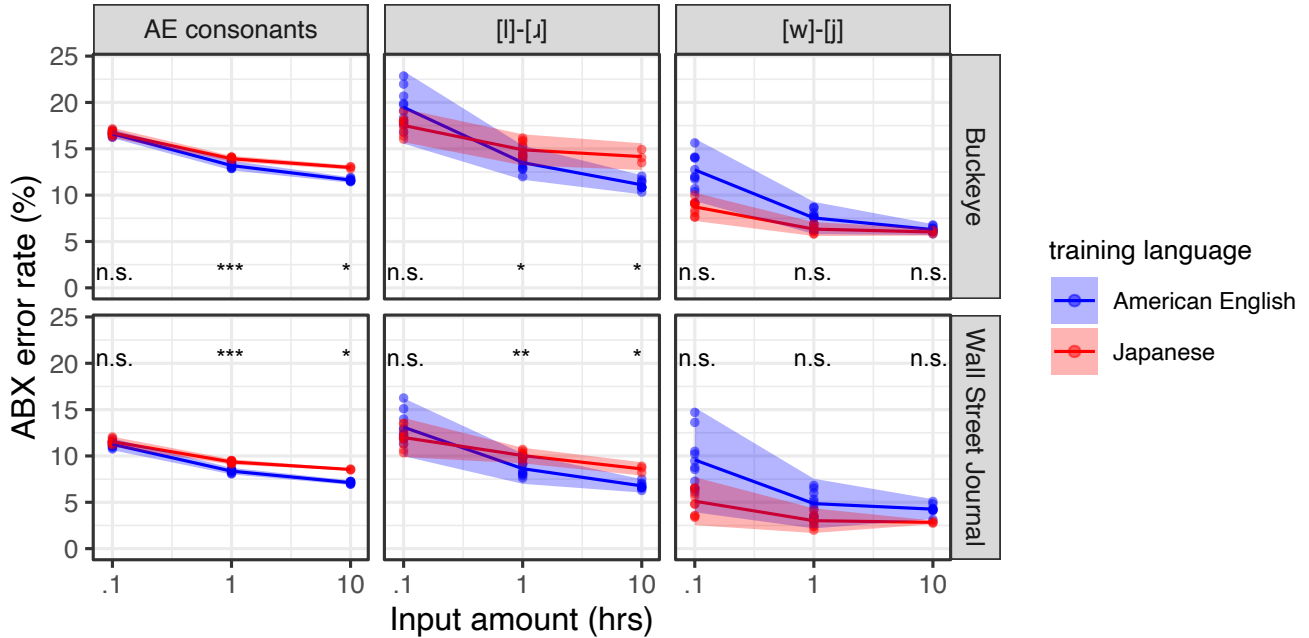 AE consonants
[l]-[ɹ]
[w]-[j]
ABX error rate (%)
25
20
15
10
5
0
n.s.
***
*
n.s.
*
*
n.s.
n.s.
n.s.
Buckeye
25
20
15
10
5
0
n.s.
***
*
n.s.
**
*
n.s.
n.s.
n.s.
Wall Street Journal
.1
1
10
.1
1
10
.1
1
10
Input amount (hrs)
training language
American English
Japanese